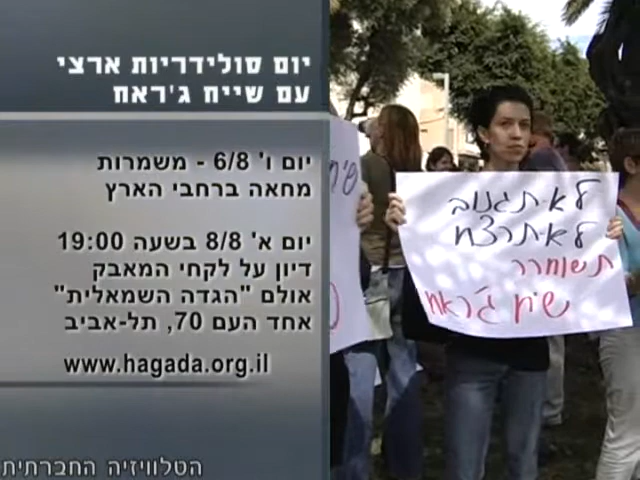 יום סולידריות ארצי
עם שייח ג'ראח
יום ו' 6/8 - משמרות
מחאה ברחבי הארץ
יום א' 8/8 בשעה 19:00
דיון על לקחי המאבק
אולם "הגדה השמאלית"
אחד העם 70, תל-אביב
www.hagada.org.il
הטלוויזיה החברתית
לא תגנוב
לא תרצח
תשוחרר
שיח' ג'ראח